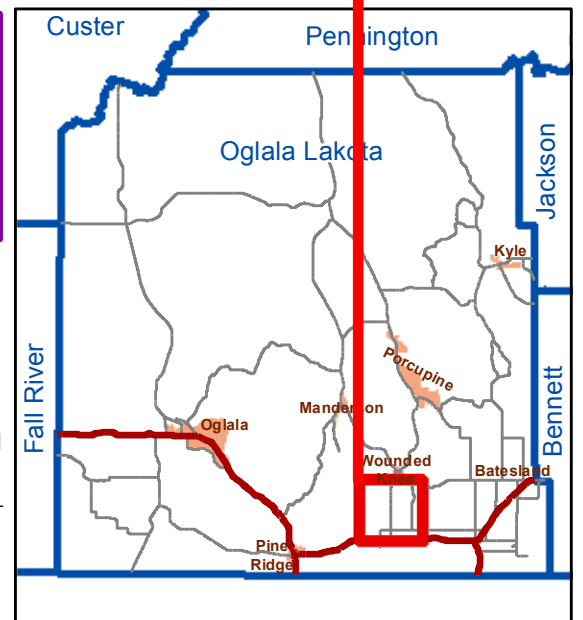 Custer
Pennington
Oglala Lakota
Jackson
Kyle
Porcupine
Fall River
Manderson
Oglala
Bennett
Wounded
Knee
Batesland
Pine
Ridge